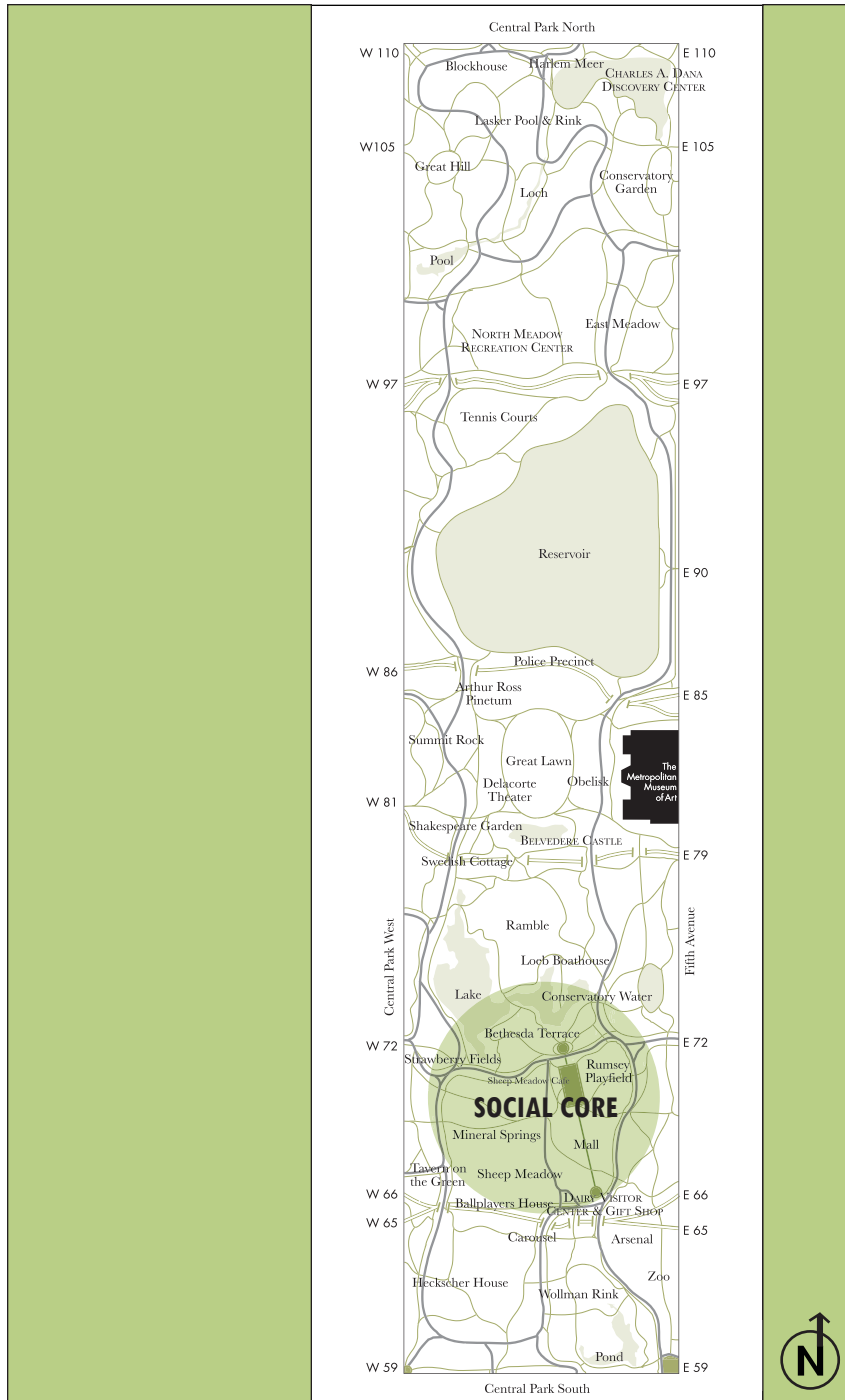 Central Park North
W 110
E 110
Blockhouse
Harlem Meer
CHARLES A. DANA
DISCOVERY CENTER
Lasker Pool & Rink
W105
E 105
Great Hill
Conservatory
Garden
Loch
Pool
East Meadow
NORTH MEADOW
RECREATION CENTER
W 97
E 97
Tennis Courts
Reservoir
E 90
Police Precinct
W 86
Arthur Ross
Pinetum
E 85
Summit Rock
Great Lawn
The
Metropolitan
Museum
of Art
Delacorte
Theater
Obelisk
W 81
Shakespeare Garden
BELVEDERE CASTLE
Swedish Cottage
E 79
Ramble
Central Park West
Fifth Avenue
Loeb Boathouse
Lake
Conservatory Water
Bethesda Terrace
W 72
E 72
Strawberry Fields
Rumsey
Playfield
Sheep Meadow Cafe
SOCIAL CORE
Mineral Springs
Mall
Tavern on
the Green
Sheep Meadow
W 66
E 66
Ballplayers House
DAIRY VISITOR
CENTER & GIFT SHOP
W 65
E 65
Carousel
Arsenal
Zoo
Heckscher House
Wollman Rink
Pond
W 59
E 59
N
Central Park South